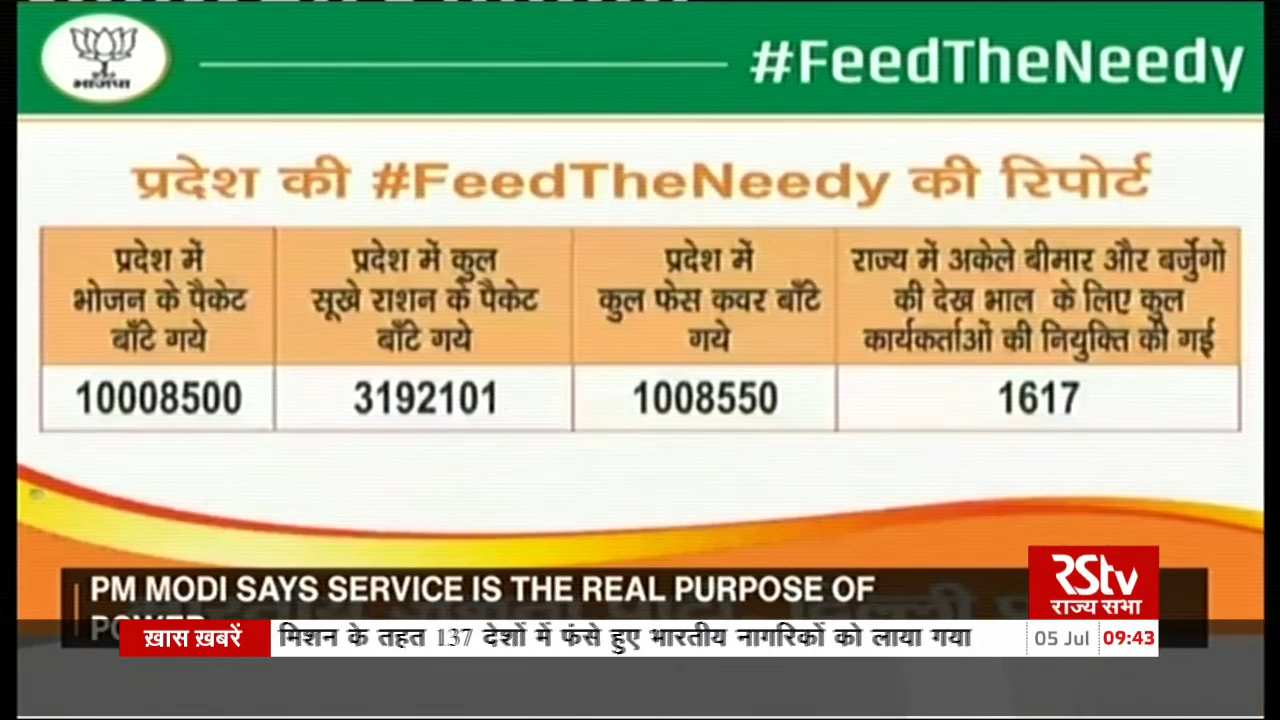 भाजपा
#FeedTheNeedy
प्रदेश की #FeedTheNeedy की रिपोर्ट
प्रदेश में
भोजन के पैकेट
बाँटे गये
प्रदेश में कुल
सूखे राशन के पैकेट
बाँटे गये
प्रदेश में
कुल फेस कवर बाँटे
गये
राज्य में अकेले बीमार और बर्जुगों
की देख भाल के लिए कुल
कार्यकर्ताओं की नियुक्ति की गई
10008500
3192101
1008550
1617
PM MODI SAYS SERVICE IS THE REAL PURPOSE OF
POWER
RStv
राज्य सभा
ख़ास ख़बरें
मिशन के तहत 137 देशों में फंसे हुए भारतीय नागरिकों को लाया गया
05 Jul
09:43